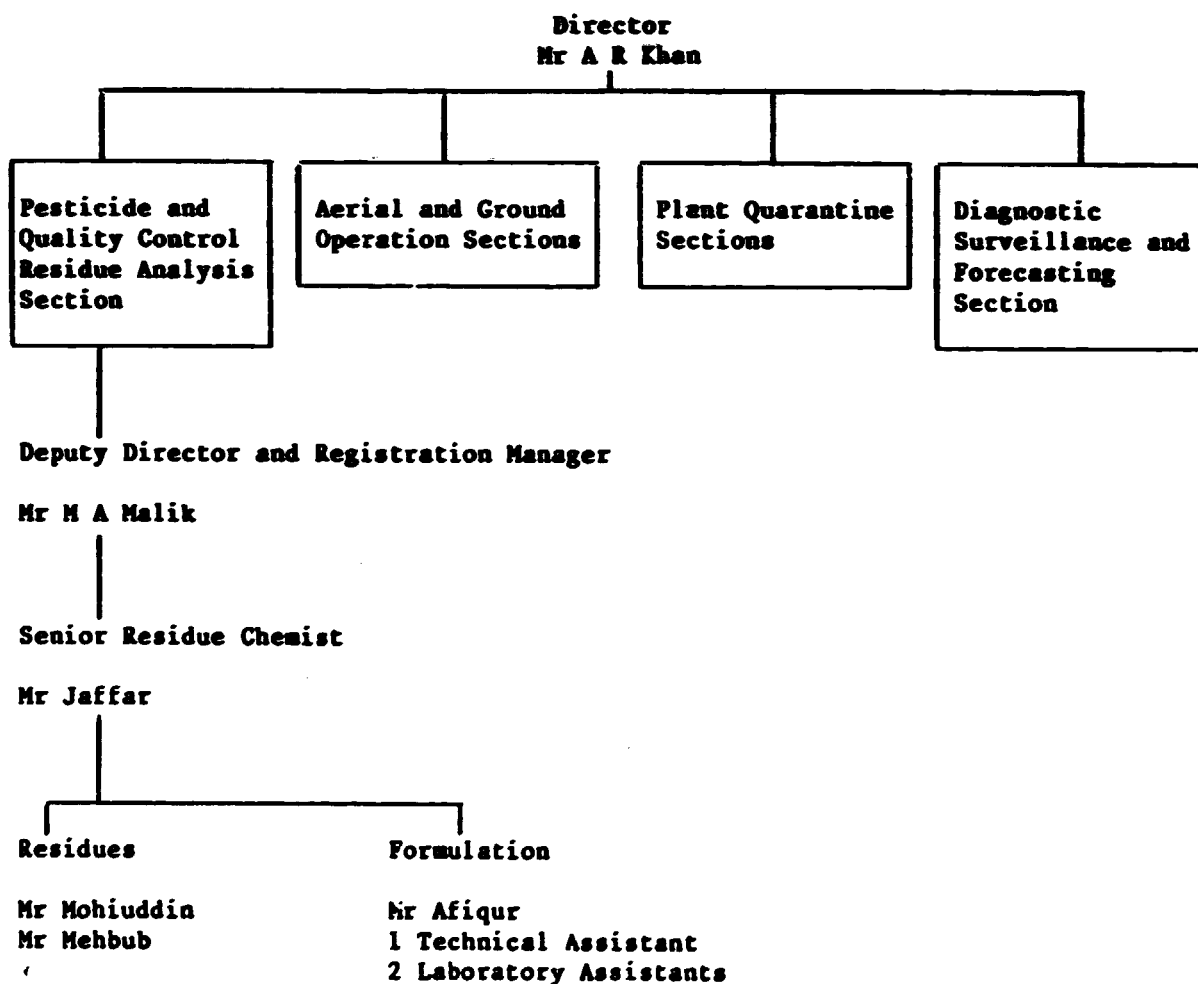 Director
Mr A R Khan
Pesticide and
Quality Control
Residue Analysis
Section
Aerial and Ground
Operation Sections
Plant Quarantine
Sections
Diagnostic
Surveillance and
Forecasting
Section
Deputy Director and Registration Manager
Mr M A Malik
Senior Residue Chemist
Mr Jaffar
Residues
Mr Mohiuddin
Mr Mehbub
Formulation
Mr Afiqur
1 Technical Assistant
2 Laboratory Assistants